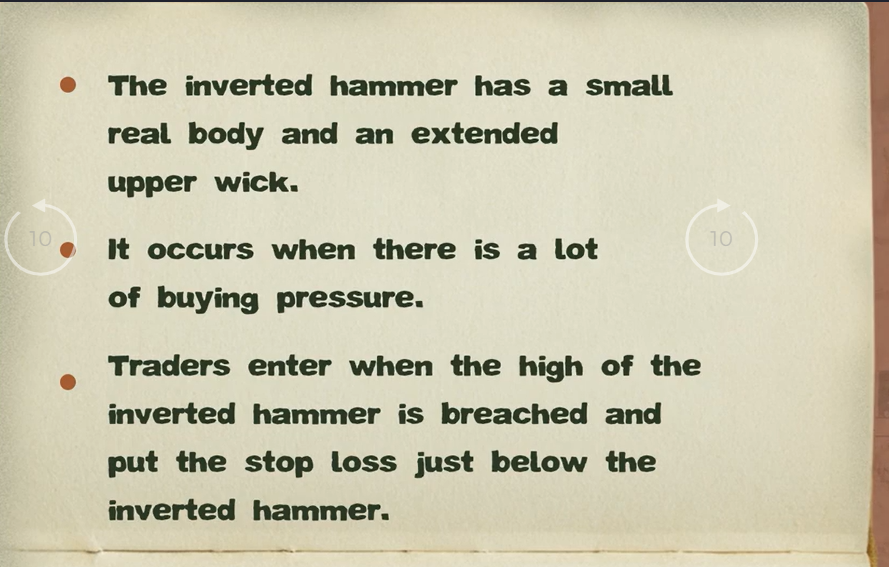 The inverted hammer has a small
real body and an extended
upper wick.
10
10
It occurs when there is a lot
of buying pressure.
Traders enter when the high of the
inverted hammer is breached and
put the stop loss just below the
inverted hammer.